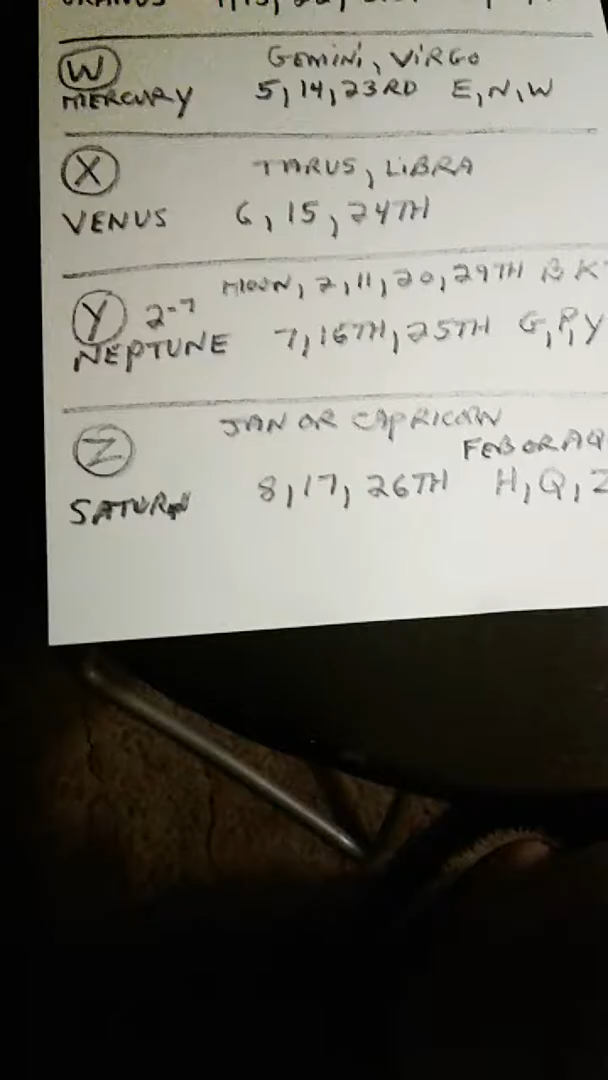 URANUS
W GEMINI, VIRGO
MERCURY 5, 14, 23RD E, N, W
X TARUS, LIBRA
VENUS 6, 15, 24TH
MOON, 2, 11, 20, 29TH B K
Y 2-7
NEPTUNE 7, 16TH, 25TH G, P, Y
JAN OR CAPRICORN
Z FEB OR AQ
SATURN 8, 17, 26TH H, Q, Z